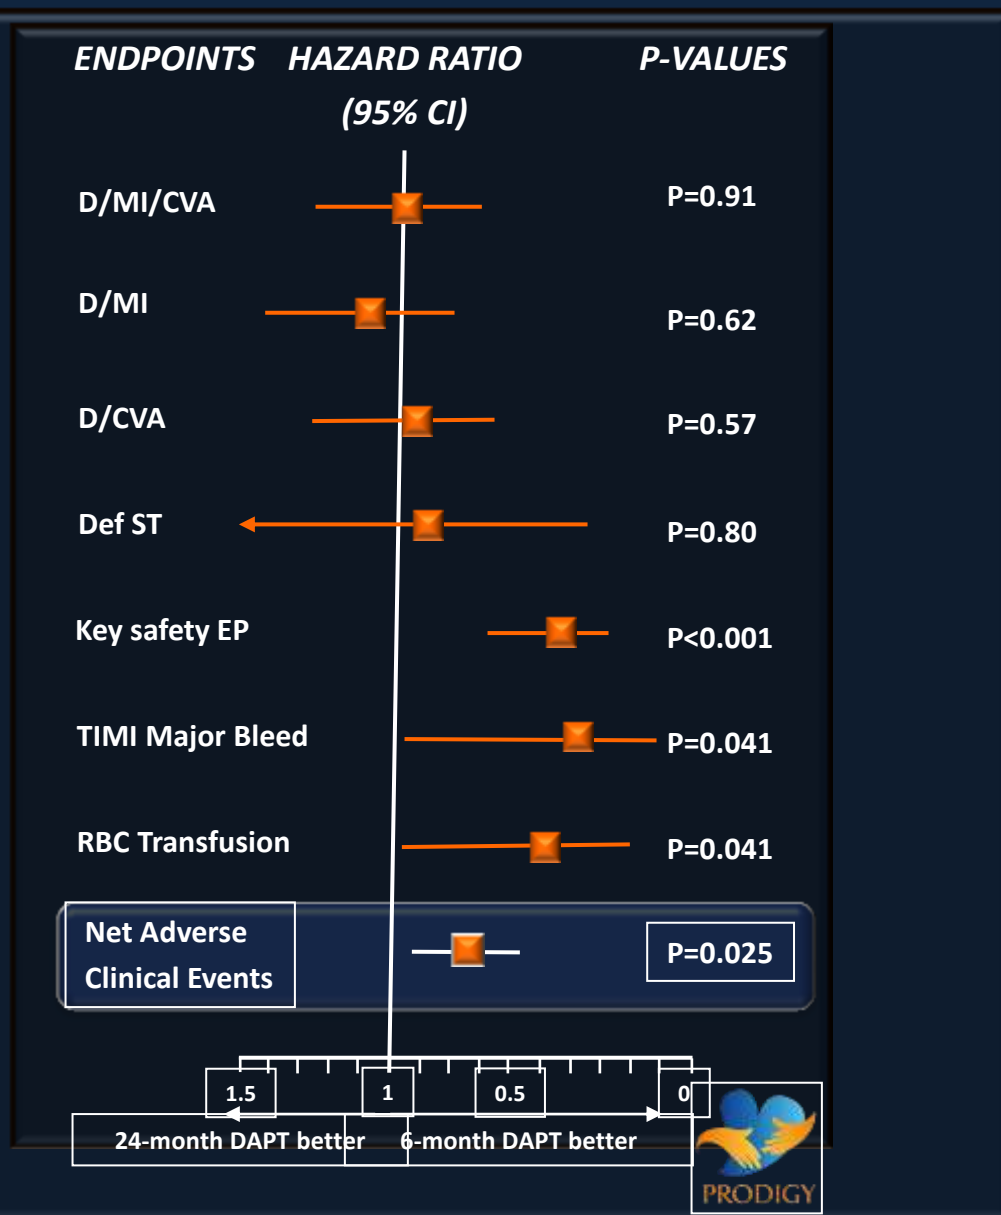 ENDPOINTS HAZARD RATIO P-VALUES
(95% CI)
D/MI/CVA P=0.91
D/MI P=0.62
D/CVA P=0.57
Def ST P=0.80
Key safety EP P<0.001
TIMI Major Bleed P=0.041
RBC Transfusion P=0.041
Net Adverse
Clinical Events P=0.025
1.5 1 0.5 0
24-month DAPT better 6-month DAPT better
PRODIGY